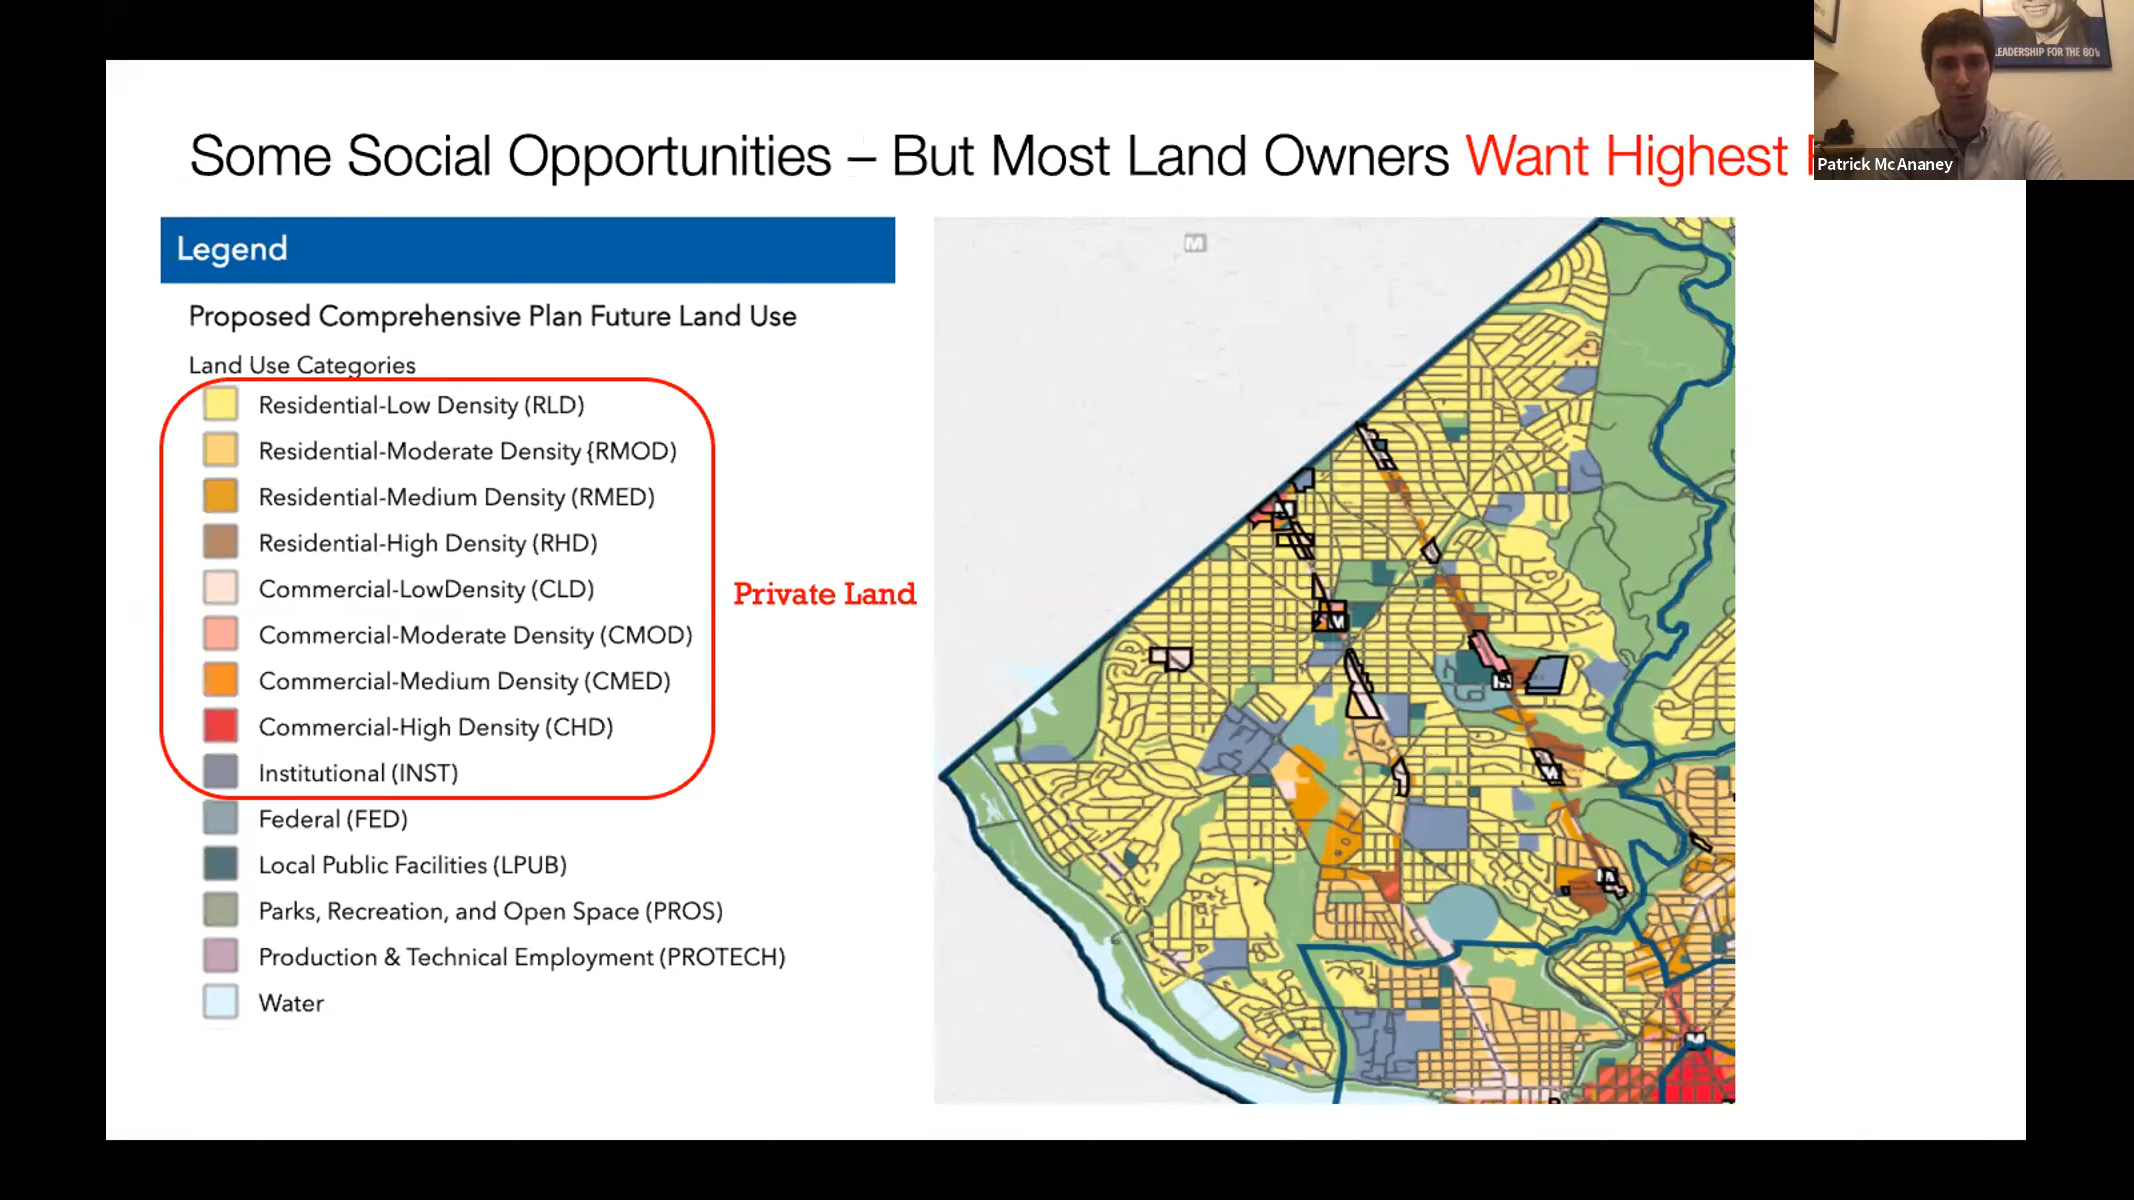 LEADERSHIP FOR THE 60's
Patrick McAnaney
Some Social Opportunities – But Most Land Owners Want Highest
Legend
Proposed Comprehensive Plan Future Land Use
Land Use Categories
Residential-Low Density (RLD)
Residential-Moderate Density {RMOD)
Residential-Medium Density (RMED)
Residential-High Density (RHD)
Commercial-LowDensity (CLD)
Commercial-Moderate Density (CMOD)
Commercial-Medium Density (CMED)
Commercial-High Density (CHD)
Institutional (INST)
Federal (FED)
Local Public Facilities (LPUB)
Parks, Recreation, and Open Space (PROS)
Production & Technical Employment (PROTECH)
Water
Private Land
M
M
M
M
M
M
M